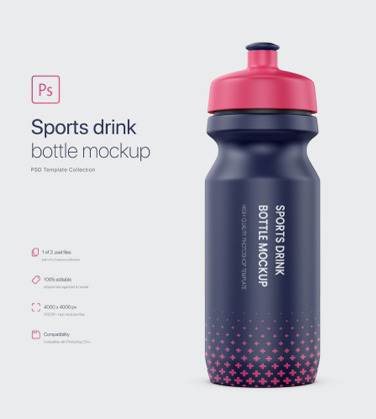 Ps
Sports drink
bottle mockup
PSD Template Collection
1 of 2 psd files
100% editable
4000 x 4000 px
Compatibility
SPORTS DRINK
BOTTLE MOCKUP
HIGH QUALITY PHOTOSHOP TEMPLATE